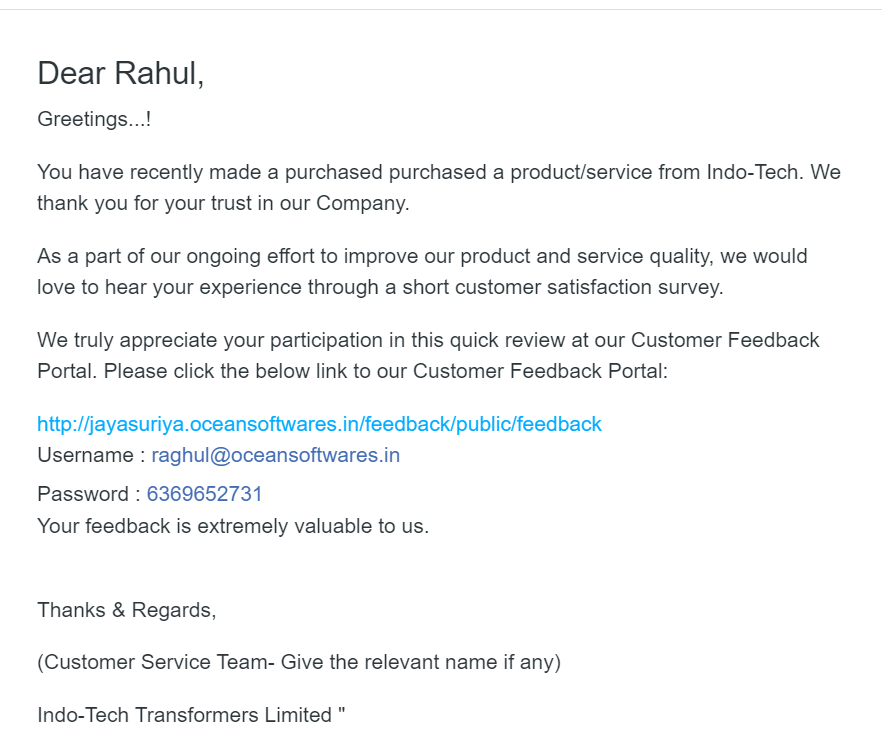 Dear Rahul,
Greetings...!
You have recently made a purchased purchased a product/service from Indo-Tech. We
thank you for your trust in our Company.
As a part of our ongoing effort to improve our product and service quality, we would
love to hear your experience through a short customer satisfaction survey.
We truly appreciate your participation in this quick review at our Customer Feedback
Portal. Please click the below link to our Customer Feedback Portal:
http://jayasuriya.oceansoftwares.in/feedback/public/feedback
Username : raghul@oceansoftwares.in
Password : 6369652731
Your feedback is extremely valuable to us.
Thanks & Regards,
(Customer Service Team- Give the relevant name if any)
Indo-Tech Transformers Limited "